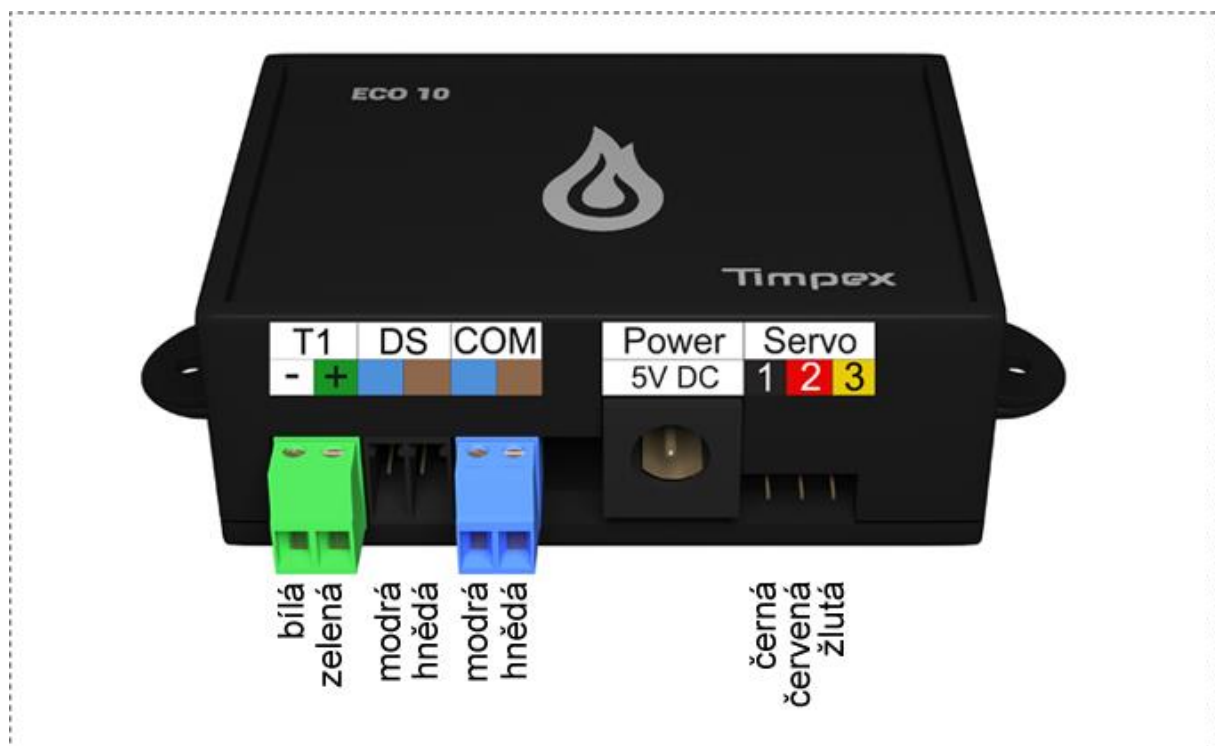 ECO 10
Timpex
T1 DS COM Power Servo
- + 5V DC 1 2 3
bílá
zelená
modrá
hnědá
modrá
hnědá
černá
červená
žlutá